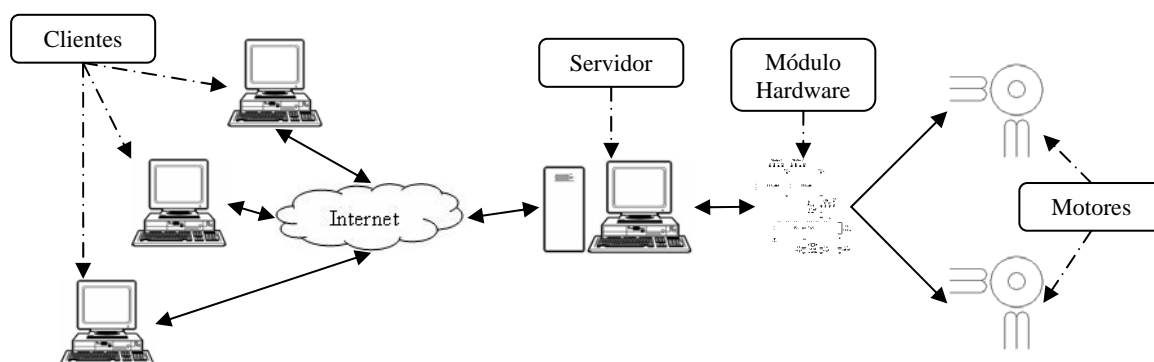 Clientes
Servidor
Módulo
Hardware
Internet
Motores